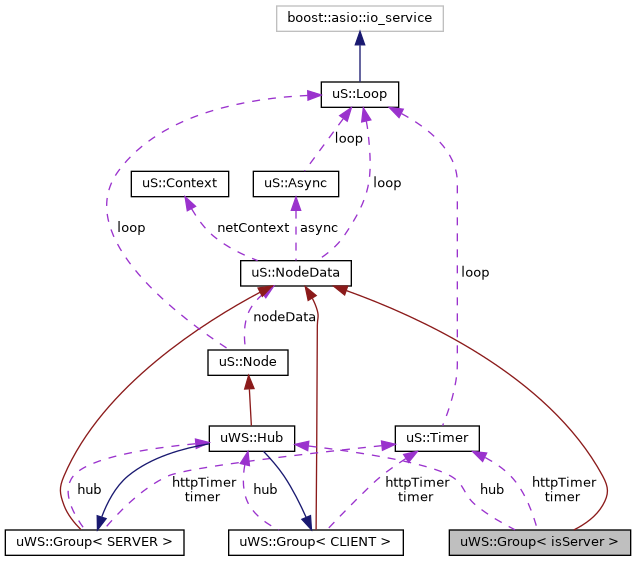 boost::asio::io_service
uS::Loop
loop
uS::Context
uS::Async
loop
loop
netContext
async
loop
uS::NodeData
nodeData
uS::Node
uWS::Hub
uS::Timer
hub
httpTimer
timer
hub
httpTimer
timer
hub
httpTimer
timer
uWS::Group< SERVER >
uWS::Group< CLIENT >
uWS::Group< isServer >